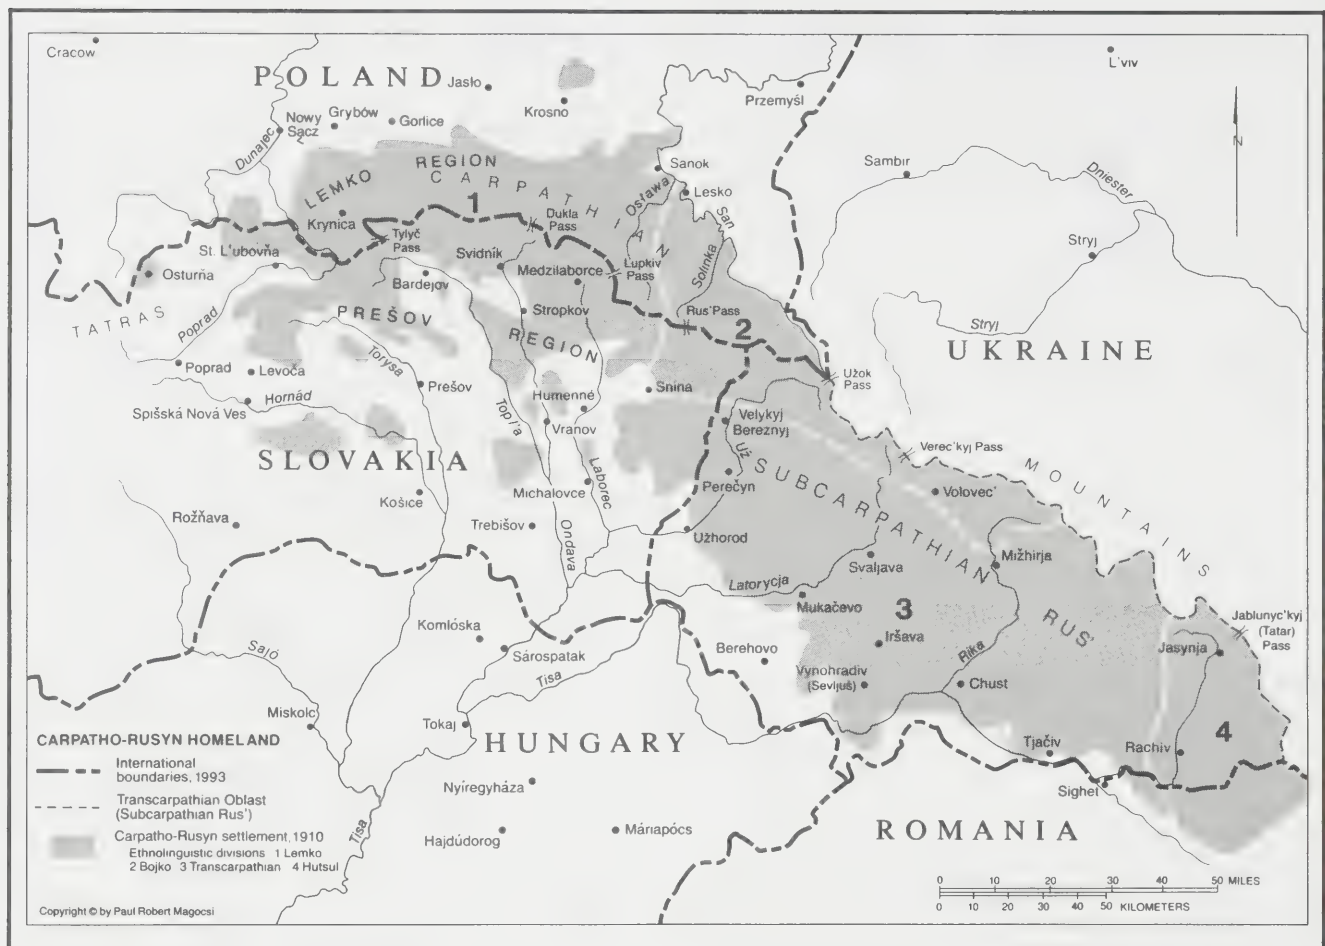 Cracow
POLAND
Jasło
Krosno
Przemyśl
L'viv
Nowy
Sącz
Grybów
Gorlice
Dunajec
LEMKO
REGION
CARPATHIAN
1
Sanok
Lesko
Osława
San
Solinka
Sambir
Dniester
N
Krynica
Tylyč
Pass
Dukla
Pass
Svidník
Medzilaborce
Lupkiv
Pass
Stryj
St. L'ubovňa
Osturňa
Bardejov
Stropkov
Rus'Pass
2
Stryj
TATRAS
Poprad
PREŠOV
REGION
UKRAINE
Užok
Pass
Poprad
Levoča
Torysa
Prešov
Snina
Spišská Nová Ves
Hornád
Topl'a
Humenné
Vranov
Velykyj
Bereznyj
Už
Verec'kyj Pass
MOUNTAINS
SLOVAKIA
Laborec
Michalovce
Perečyn
SUBCARPATHIAN
Volovec'
Košice
Rožňava
Trebišov
Ondava
Užhorod
Mižhirja
Svaljava
Latorycja
Mukačevo
3
RUS'
Jablunyc'kyj
(Tatar)
Pass
Komlóska
Iršava
Rika
Jasynja
Sajó
Sárospatak
Berehovo
Tisa
Vynohradiv
(Sevljuš)
Chust
Miskolc
Tokaj
HUNGARY
Tjačiv
Rachiv
4
Sighet
Nyíregyháza
Hajdúdorog
Máriapócs
Tisa
ROMANIA
CARPATHO-RUSYN HOMELAND
International
boundaries, 1993
Transcarpathian Oblast
(Subcarpathian Rus')
Carpatho-Rusyn settlement, 1910
Ethnolinguistic divisions 1 Lemko
2 Bojko 3 Transcarpathian 4 Hutsul
Copyright © by Paul Robert Magocsi
0 10 20 30 40 50 MILES
0 10 20 30 40 50 KILOMETERS